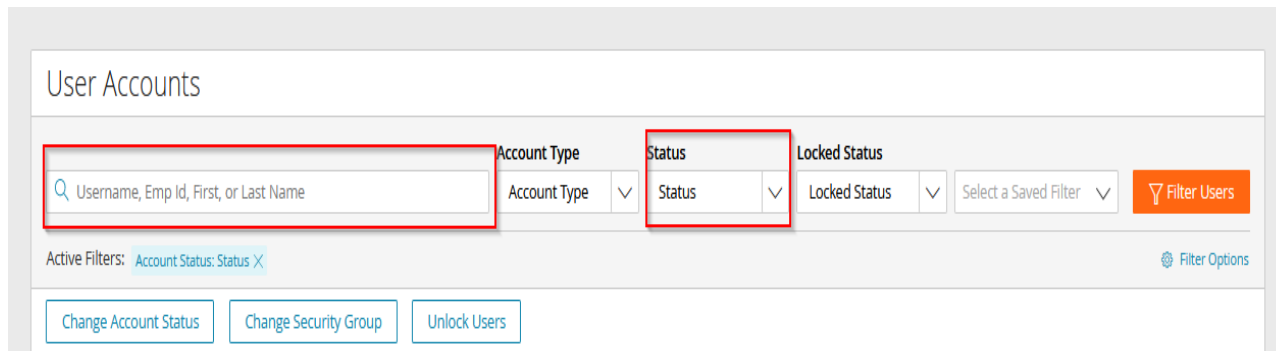 User Accounts
Account Type Status Locked Status
Username, Emp Id, First, or Last Name Account Type Status Locked Status Select a Saved Filter Filter Users
Active Filters: Account Status: Status Filter Options
Change Account Status Change Security Group Unlock Users